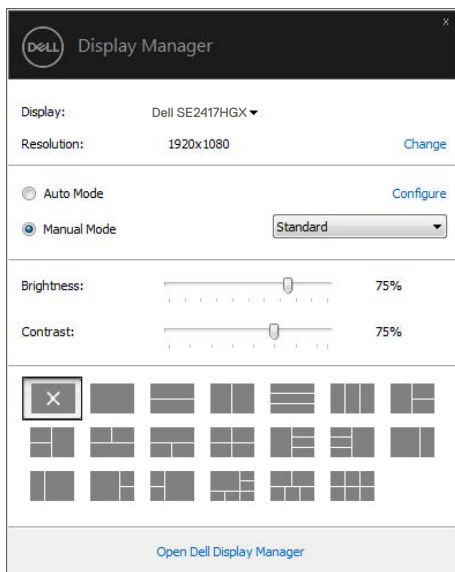 x
DELL Display Manager
Display: Dell SE2417HGX
Resolution: 1920x1080 Change
Auto Mode Configure
Manual Mode Standard
Brightness: 75%
Contrast: 75%
Open Dell Display Manager